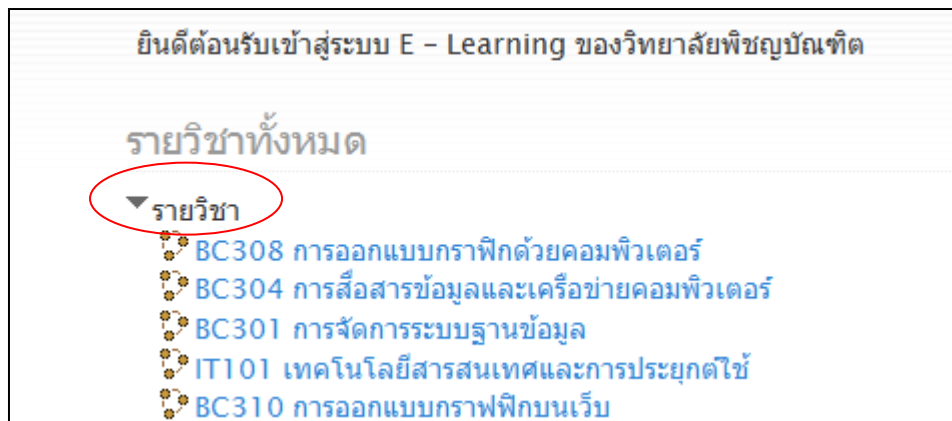 ยินดีต้อนรับเข้าสู่ระบบ E – Learning ของวิทยาลัยพิชญบัณฑิต
รายวิชาทั้งหมด
รายวิชา
BC308 การออกแบบกราฟิกด้วยคอมพิวเตอร์
BC304 การสื่อสารข้อมูลและเครือข่ายคอมพิวเตอร์
BC301 การจัดการระบบฐานข้อมูล
IT101 เทคโนโลยีสารสนเทศและการประยุกต์ใช้
BC310 การออกแบบกราฟฟิกบนเว็บ